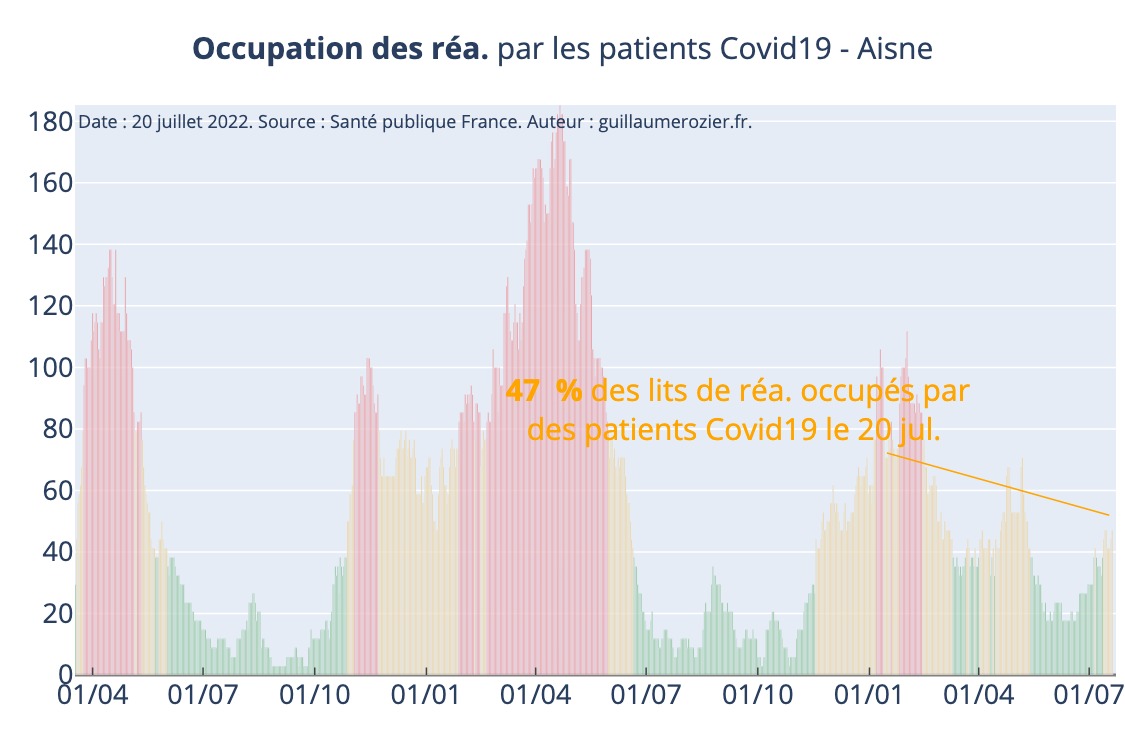 Occupation des réa. par les patients Covid19 - Aisne
180
Date : 20 juillet 2022. Source : Santé publique France. Auteur : guillaumerozier.fr.
160
140
120
100
47 % des lits de réa. occupés par
des patients Covid19 le 20 jul.
80
60
40
20
0
01/04 01/07 01/10 01/01 01/04 01/07 01/10 01/01 01/04 01/07